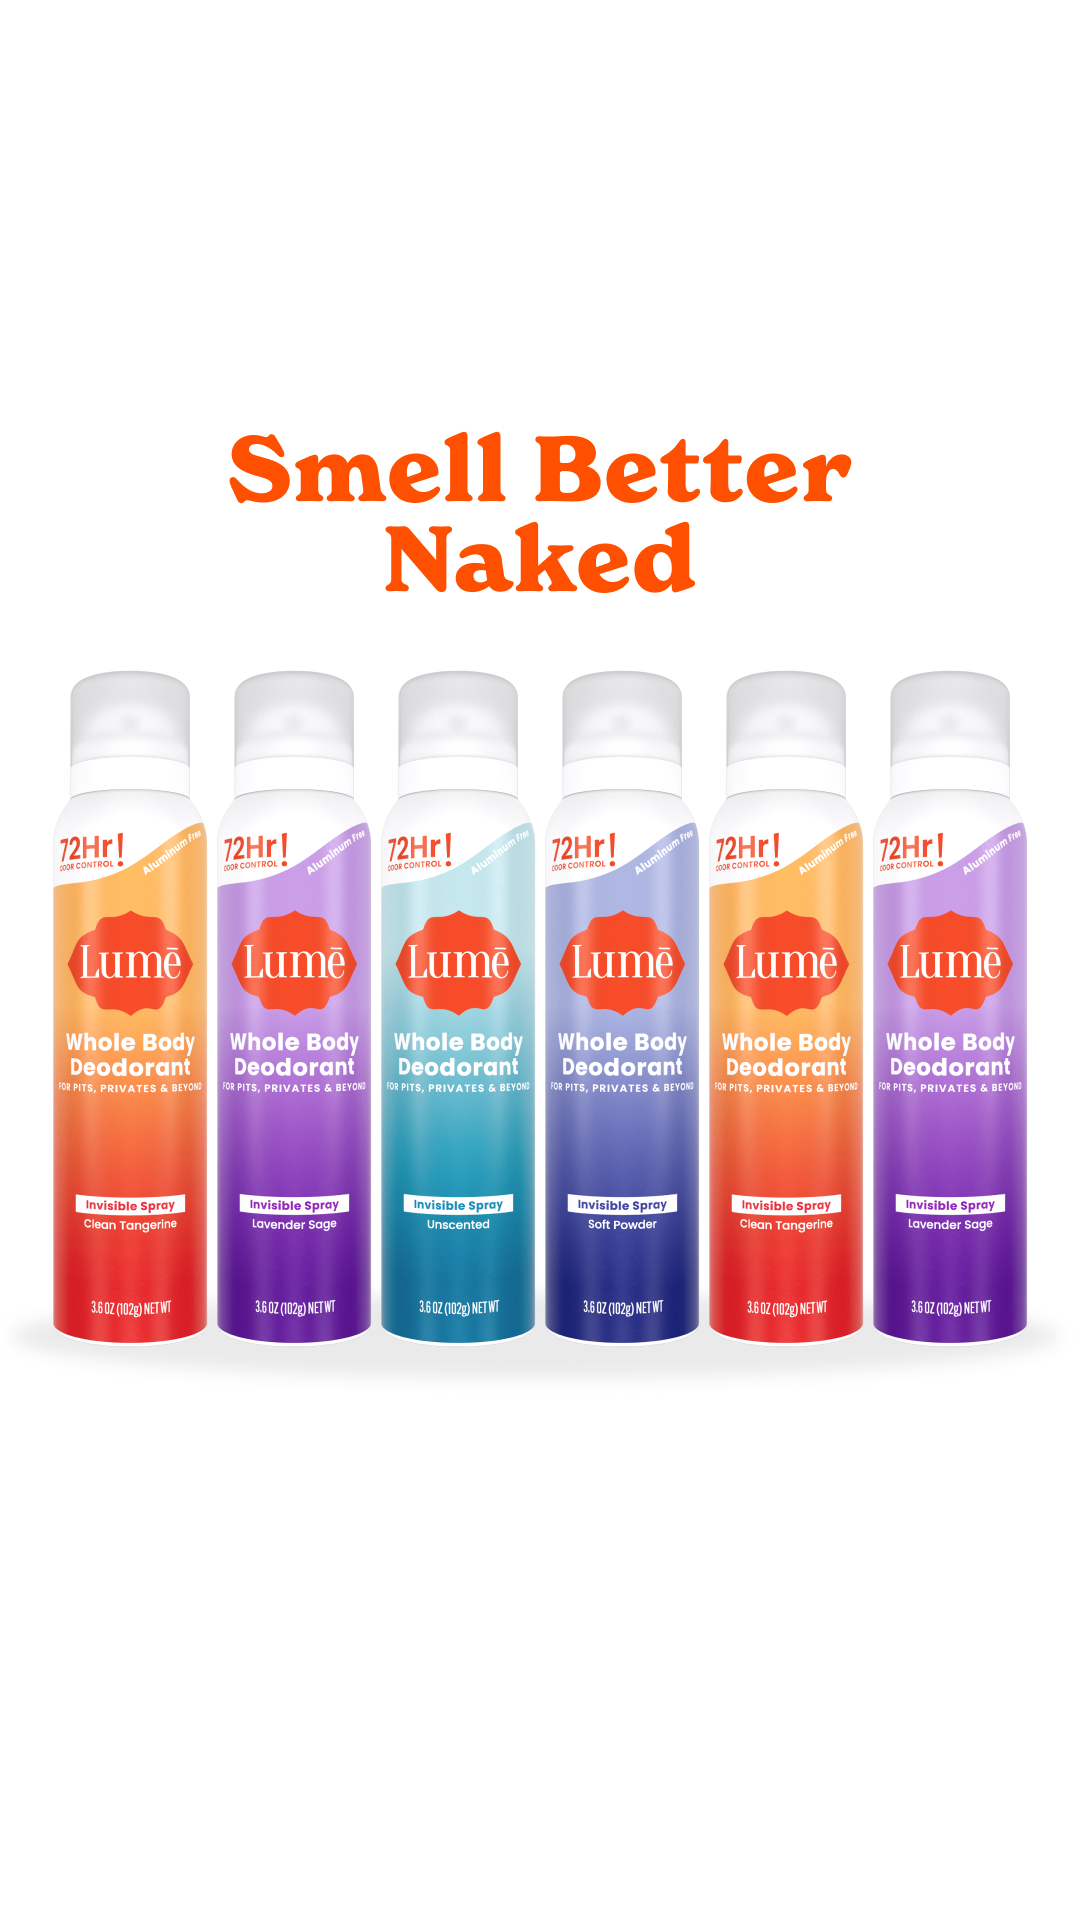 Smell Better
Naked
72Hr!
ODOR CONTROL
Aluminum Free
Lumē
Whole Body
Deodorant
FOR PITS, PRIVATES & BEYOND
Invisible Spray
Clean Tangerine
3.6 OZ (102g) NET WT
72Hr!
ODOR CONTROL
Aluminum Free
Lumē
Whole Body
Deodorant
FOR PITS, PRIVATES & BEYOND
Invisible Spray
Lavender Sage
3.6 OZ (102g) NET WT
72Hr!
ODOR CONTROL
Aluminum Free
Lumē
Whole Body
Deodorant
FOR PITS, PRIVATES & BEYOND
Invisible Spray
Unscented
3.6 OZ (102g) NET WT
72Hr!
ODOR CONTROL
Aluminum Free
Lumē
Whole Body
Deodorant
FOR PITS, PRIVATES & BEYOND
Invisible Spray
Soft Powder
3.6 OZ (102g) NET WT
72Hr!
ODOR CONTROL
Aluminum Free
Lumē
Whole Body
Deodorant
FOR PITS, PRIVATES & BEYOND
Invisible Spray
Clean Tangerine
3.6 OZ (102g) NET WT
72Hr!
ODOR CONTROL
Aluminum Free
Lumē
Whole Body
Deodorant
FOR PITS, PRIVATES & BEYOND
Invisible Spray
Lavender Sage
3.6 OZ (102g) NET WT